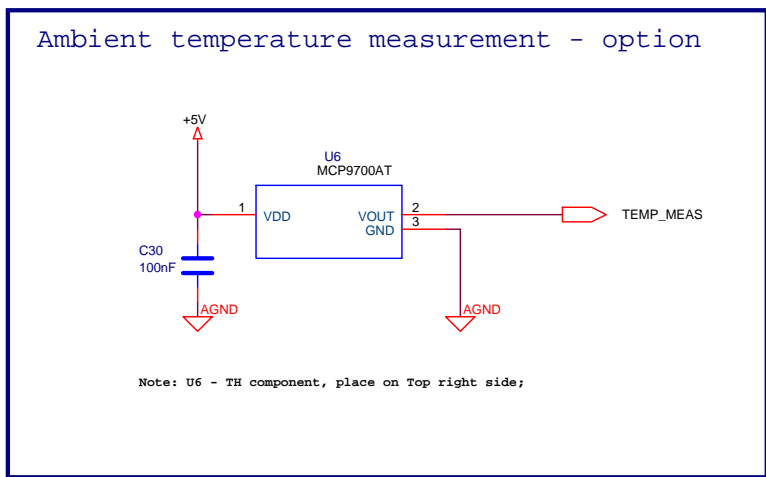 Ambient temperature measurement - option
+5V
U6
MCP9700AT
1
VDD
VOUT
2
GND
3
TEMP_MEAS
C30
100nF
AGND
AGND
Note: U6 - TH component, place on Top right side;